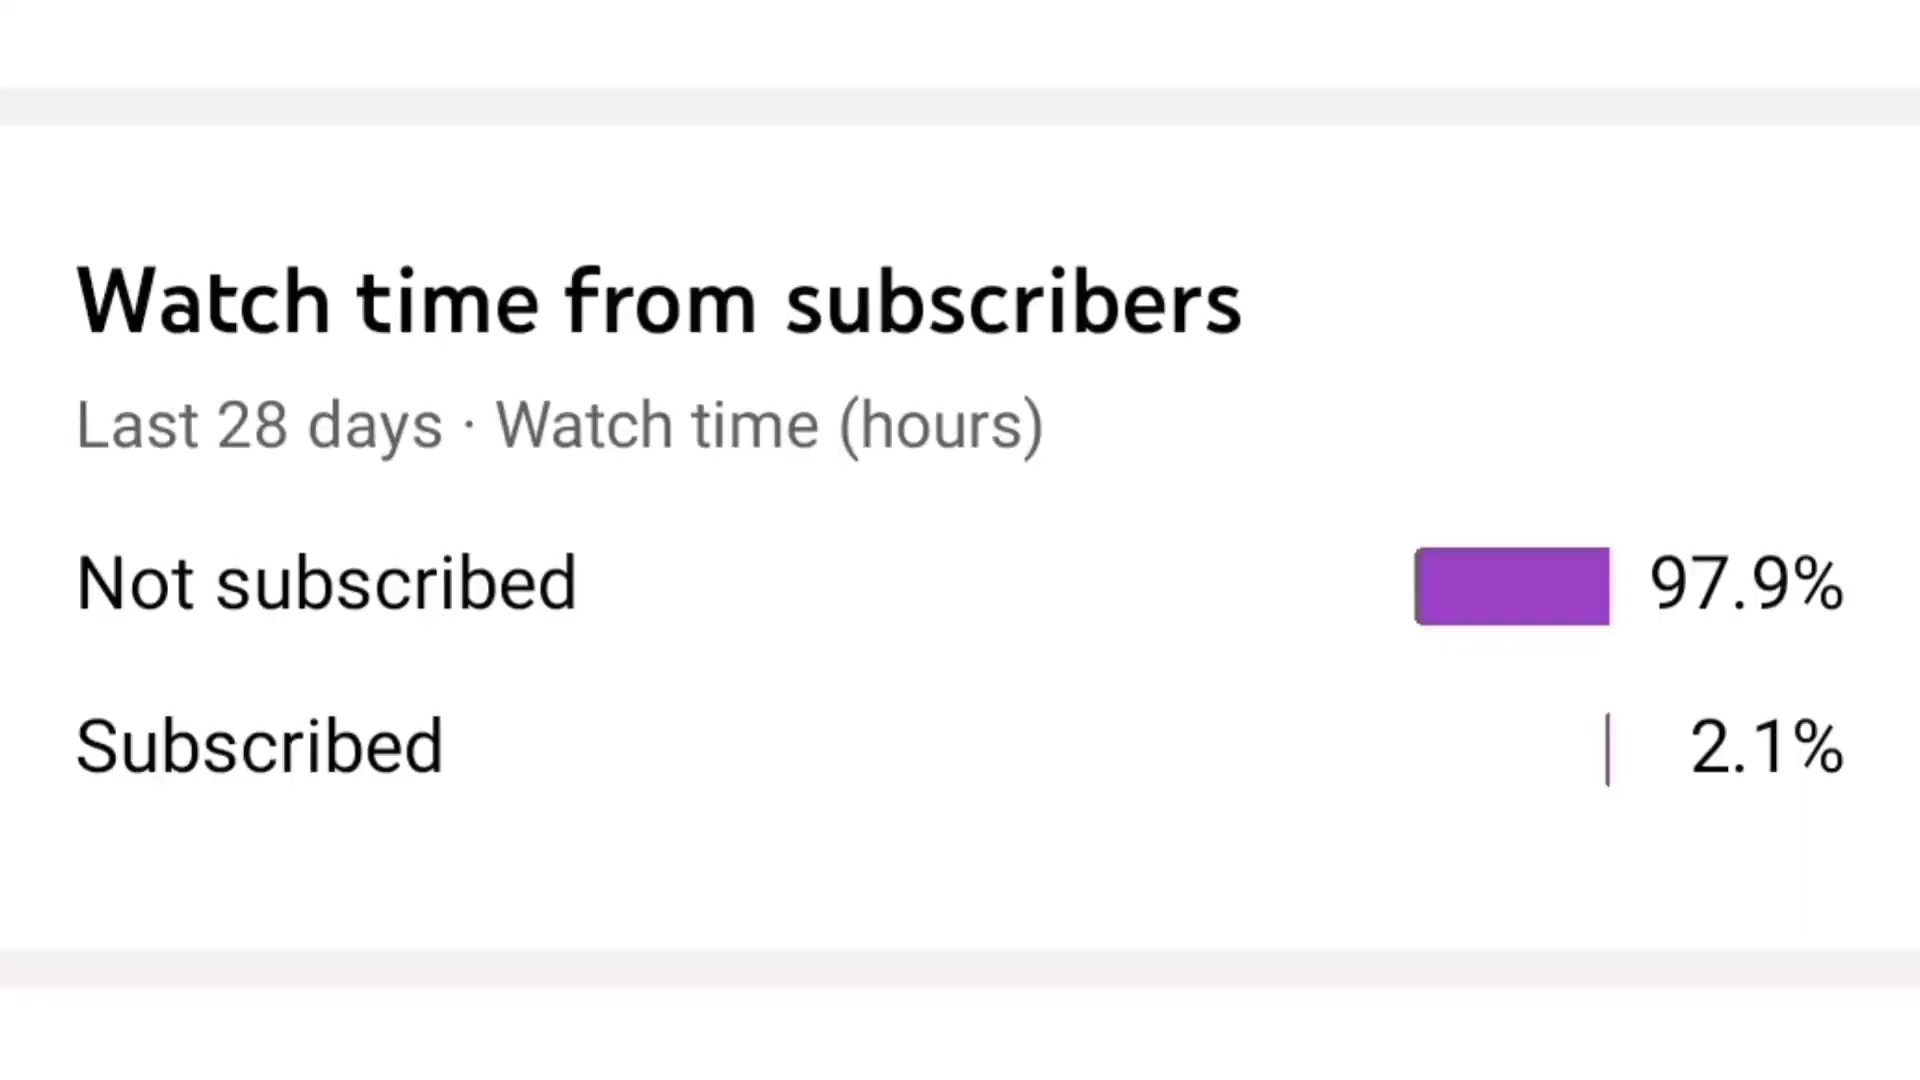 Watch time from subscribers
Last 28 days · Watch time (hours)
Not subscribed 97.9%
Subscribed 2.1%